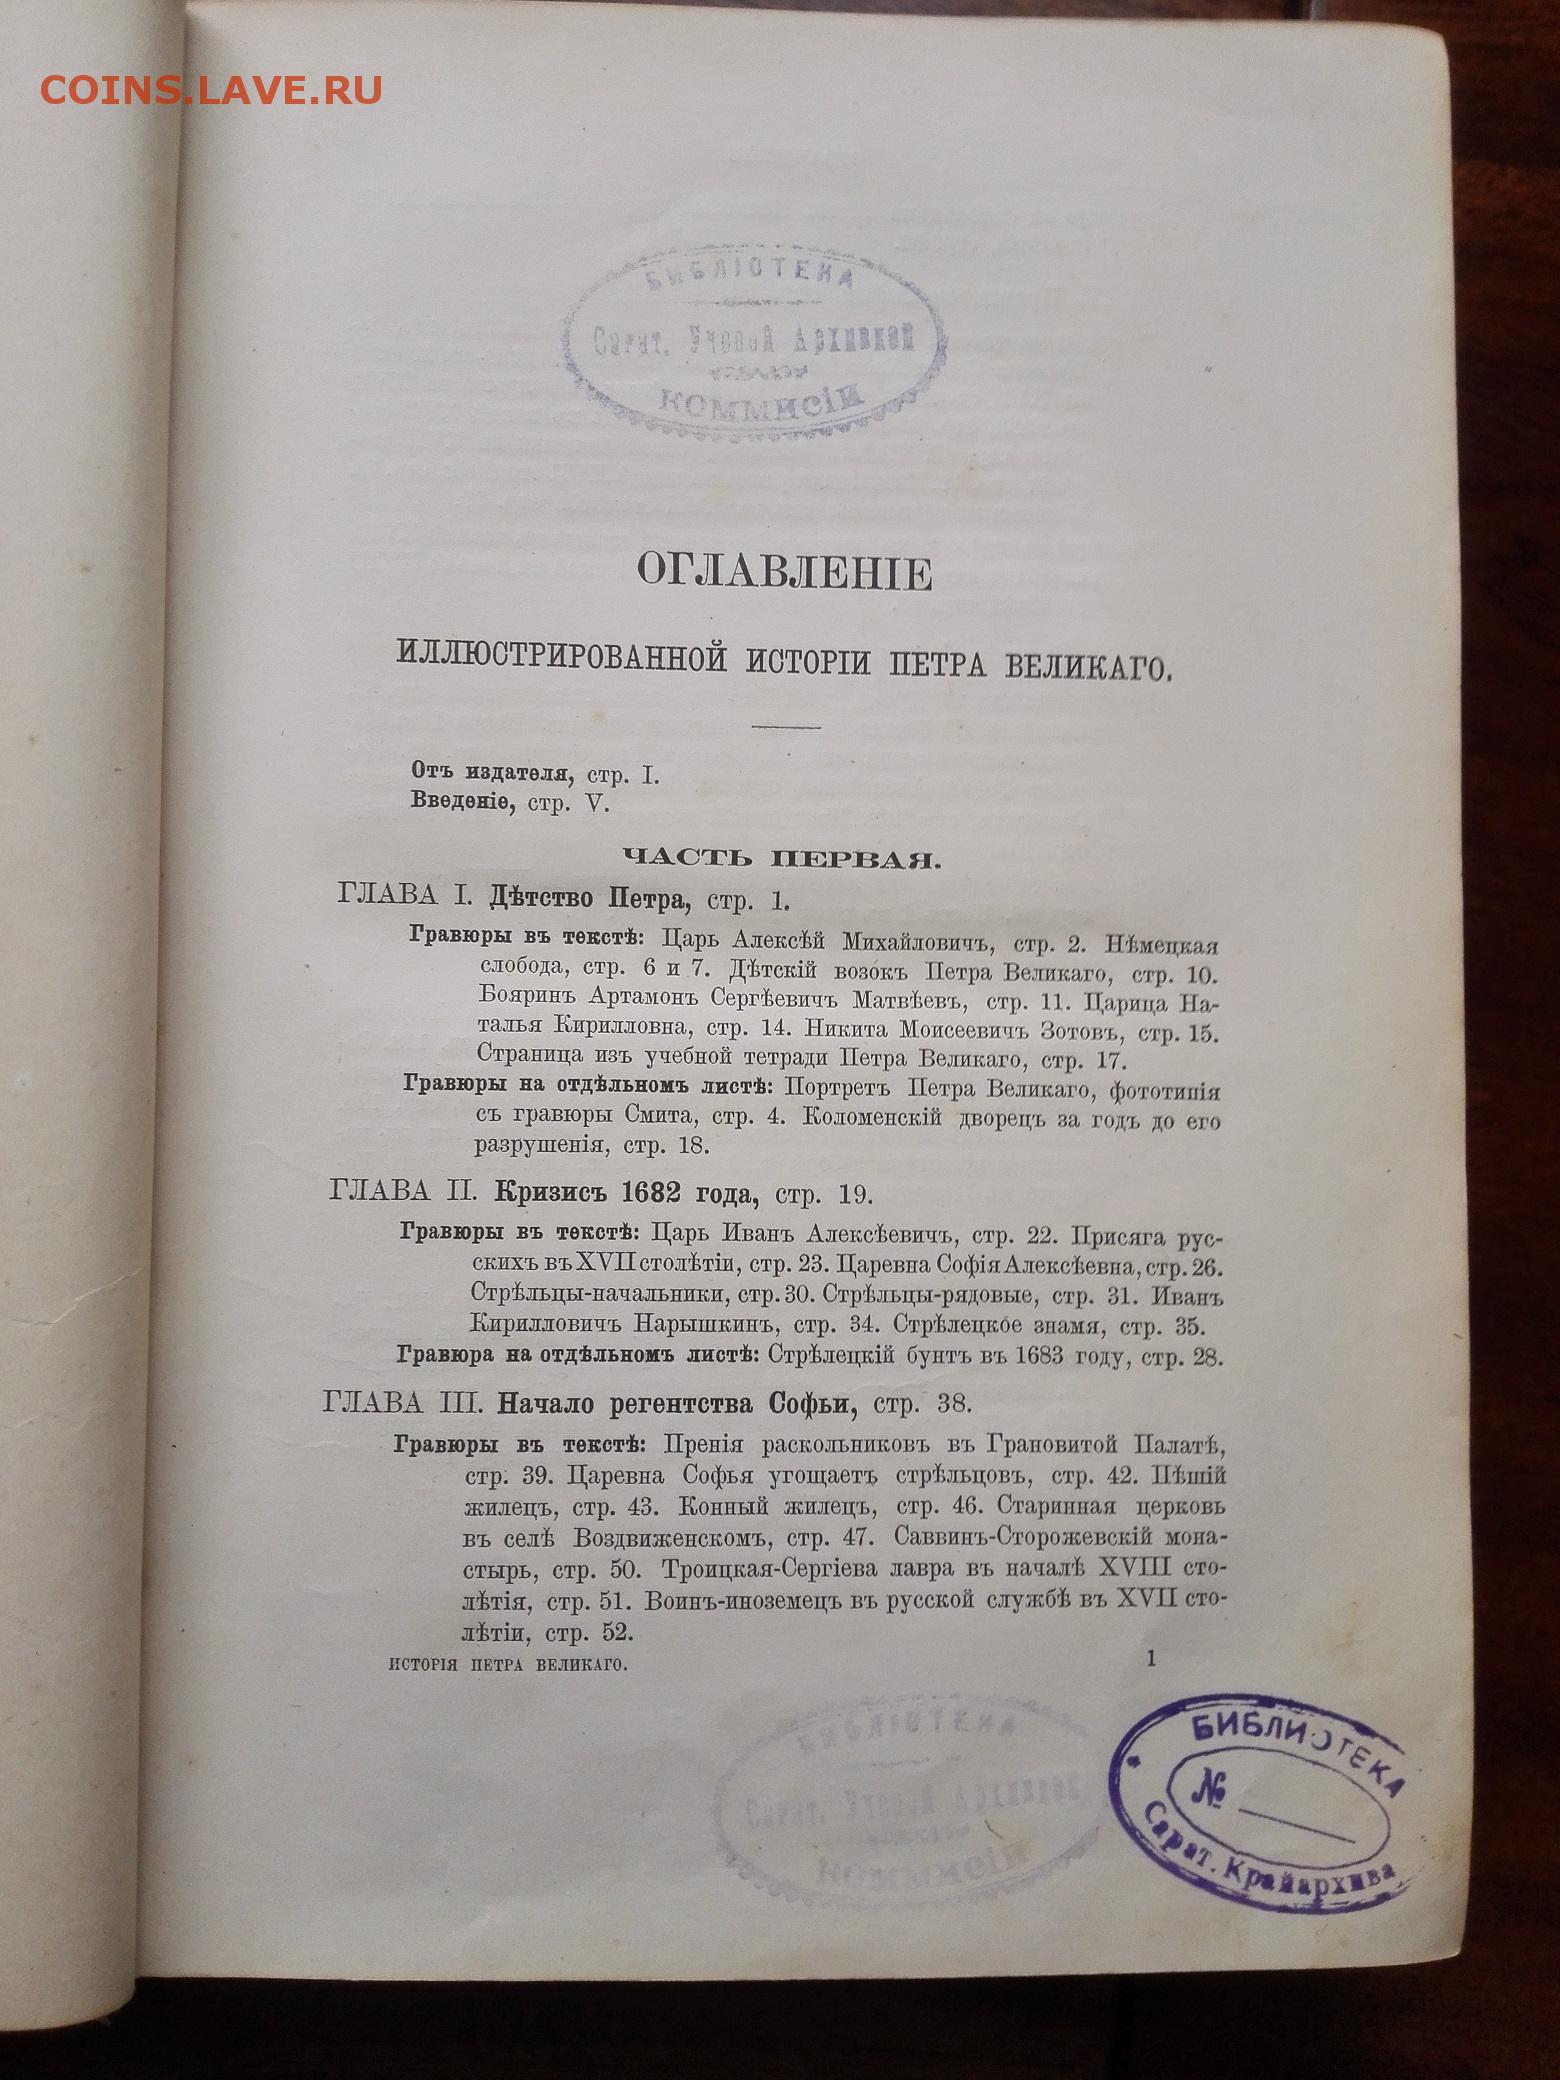 COINS.LAVE.RU
БИБЛІОТЕКА
Сарат. Ученой Архивной
КОММИСІИ
ОГЛАВЛЕНІЕ
ИЛЛЮСТРИРОВАННОЙ ИСТОРІИ ПЕТРА ВЕЛИКАГО.
Отъ издателя, стр. I.
Введеніе, стр. V.
ЧАСТЬ ПЕРВАЯ.
ГЛАВА I. Дѣтство Петра, стр. 1.
Гравюры въ текстѣ: Царь Алексѣй Михайловичъ, стр. 2. Нѣмецкая
слобода, стр. 6 и 7. Дѣтскій возокъ Петра Великаго, стр. 10.
Бояринъ Артамонъ Сергѣевичъ Матвѣевъ, стр. 11. Царица На-
талья Кирилловна, стр. 14. Никита Моисеевичъ Зотовъ, стр. 15.
Страница изъ учебной тетради Петра Великаго, стр. 17.
Гравюры на отдѣльномъ листѣ: Портретъ Петра Великаго, фототипія
съ гравюры Смита, стр. 4. Коломенскій дворецъ за годъ до его
разрушенія, стр. 18.
ГЛАВА II. Кризисъ 1682 года, стр. 19.
Гравюры въ текстѣ: Царь Иванъ Алексѣевичъ, стр. 22. Присяга рус-
скихъ въ XVII столѣтіи, стр. 23. Царевна Софія Алексѣевна, стр. 26.
Стрѣльцы-начальники, стр. 30. Стрѣльцы-рядовые, стр. 31. Иванъ
Кирилловичъ Нарышкинъ, стр. 34. Стрѣлецкое знамя, стр. 35.
Гравюра на отдѣльномъ листѣ: Стрѣлецкій бунтъ въ 1683 году, стр. 28.
ГЛАВА III. Начало регентства Софьи, стр. 38.
Гравюры въ текстѣ: Пренія раскольниковъ въ Грановитой Палатѣ,
стр. 39. Царевна Софья угощаетъ стрѣльцовъ, стр. 42. Пѣшій
жилецъ, стр. 43. Конный жилецъ, стр. 46. Старинная церковь
въ селѣ Воздвиженскомъ, стр. 47. Саввинъ-Сторожевскій мона-
стырь, стр. 50. Троицкая-Сергіева лавра въ началѣ XVIII сто-
лѣтія, стр. 51. Воинъ-иноземецъ въ русской службѣ въ XVII сто-
лѣтіи, стр. 52.
ИСТОРІЯ ПЕТРА ВЕЛИКАГО. 1
БИБЛІОТЕКА
Сарат. Ученой Архивной
КОММИСІИ
БИБЛИОТЕКА
№
Сарат. Крайархива